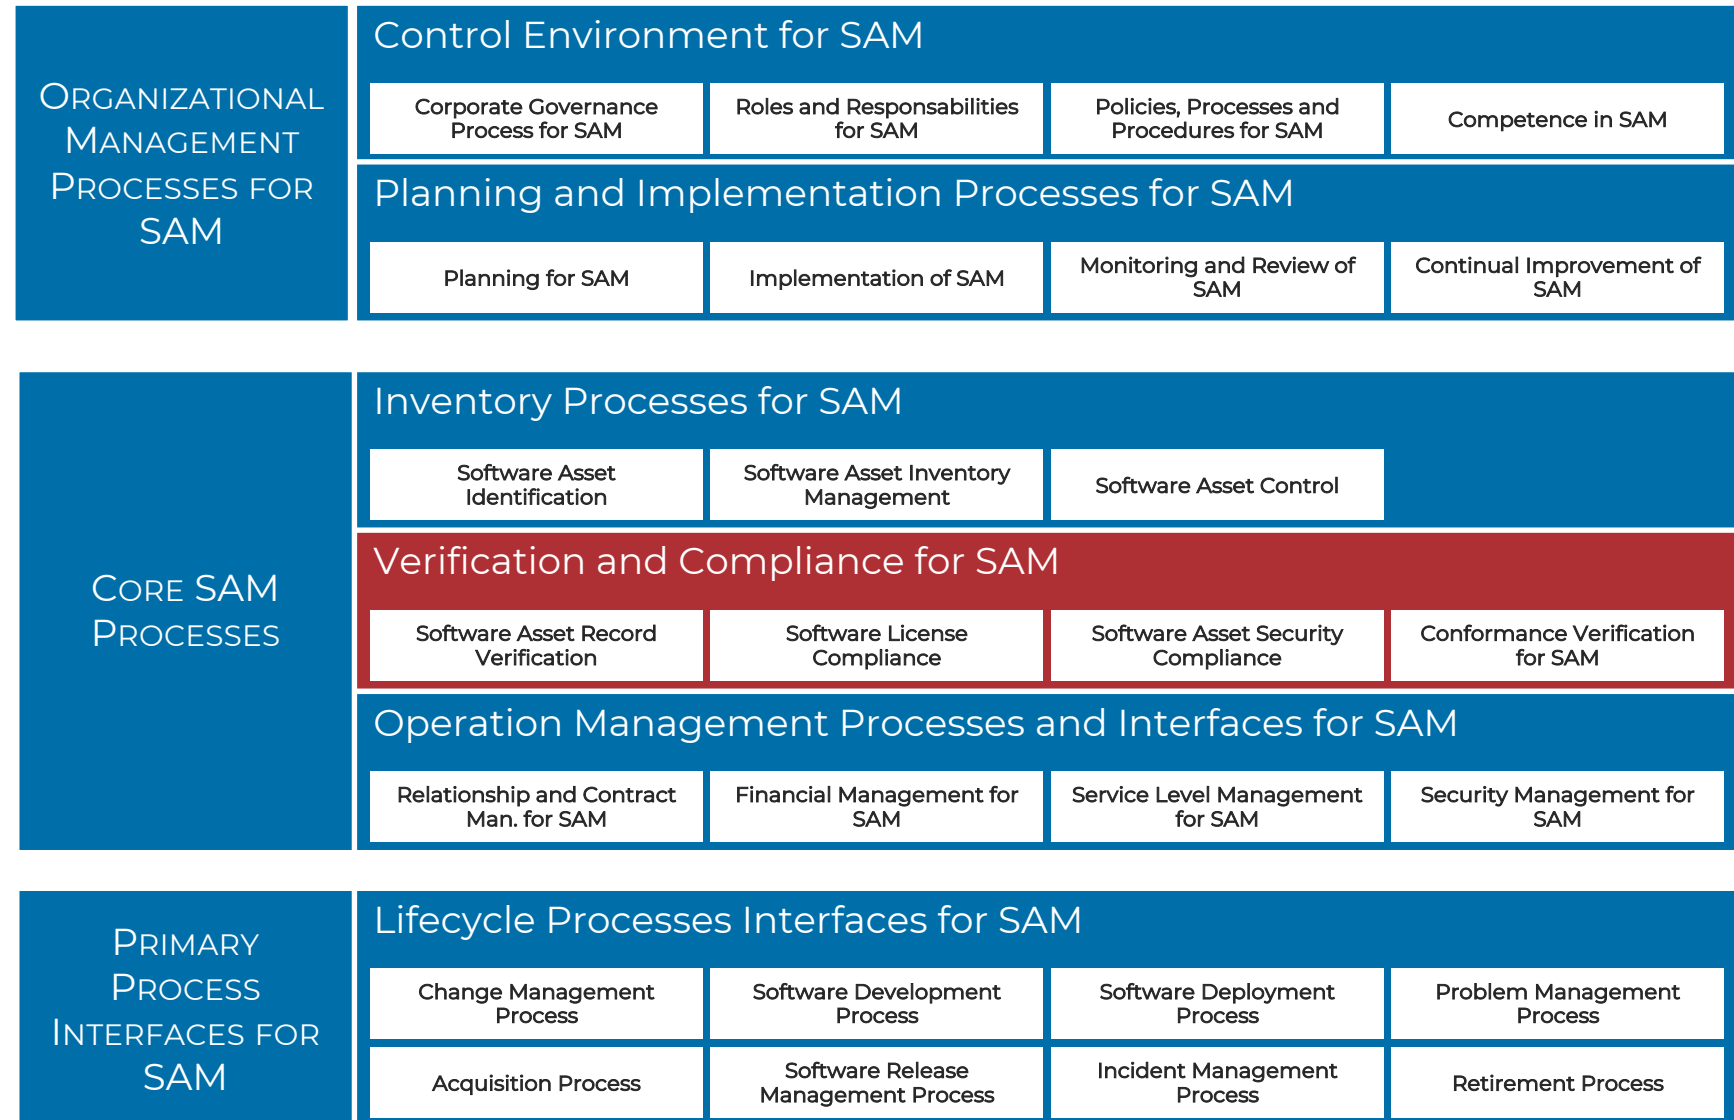 ORGANIZATIONAL
MANAGEMENT
PROCESSES FOR
SAM
Control Environment for SAM
Corporate Governance
Process for SAM
Roles and Responsabilities
for SAM
Policies, Processes and
Procedures for SAM
Competence in SAM
Planning and Implementation Processes for SAM
Planning for SAM
Implementation of SAM
Monitoring and Review of
SAM
Continual Improvement of
SAM
CORE SAM
PROCESSES
Inventory Processes for SAM
Software Asset
Identification
Software Asset Inventory
Management
Software Asset Control
Verification and Compliance for SAM
Software Asset Record
Verification
Software License
Compliance
Software Asset Security
Compliance
Conformance Verification
for SAM
Operation Management Processes and Interfaces for SAM
Relationship and Contract
Man. for SAM
Financial Management for
SAM
Service Level Management
for SAM
Security Management for
SAM
PRIMARY
PROCESS
INTERFACES FOR
SAM
Lifecycle Processes Interfaces for SAM
Change Management
Process
Software Development
Process
Software Deployment
Process
Problem Management
Process
Acquisition Process
Software Release
Management Process
Incident Management
Process
Retirement Process